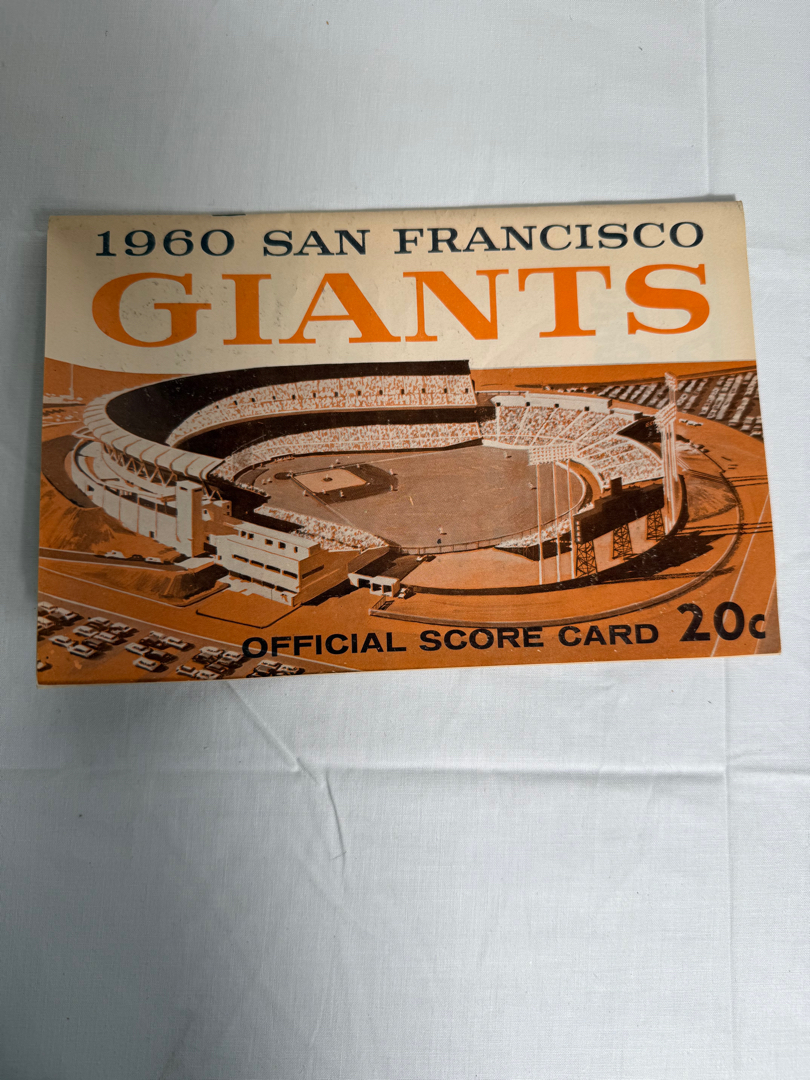 1960 SAN FRANCISCO
GIANTS
OFFICIAL SCORE CARD 20c